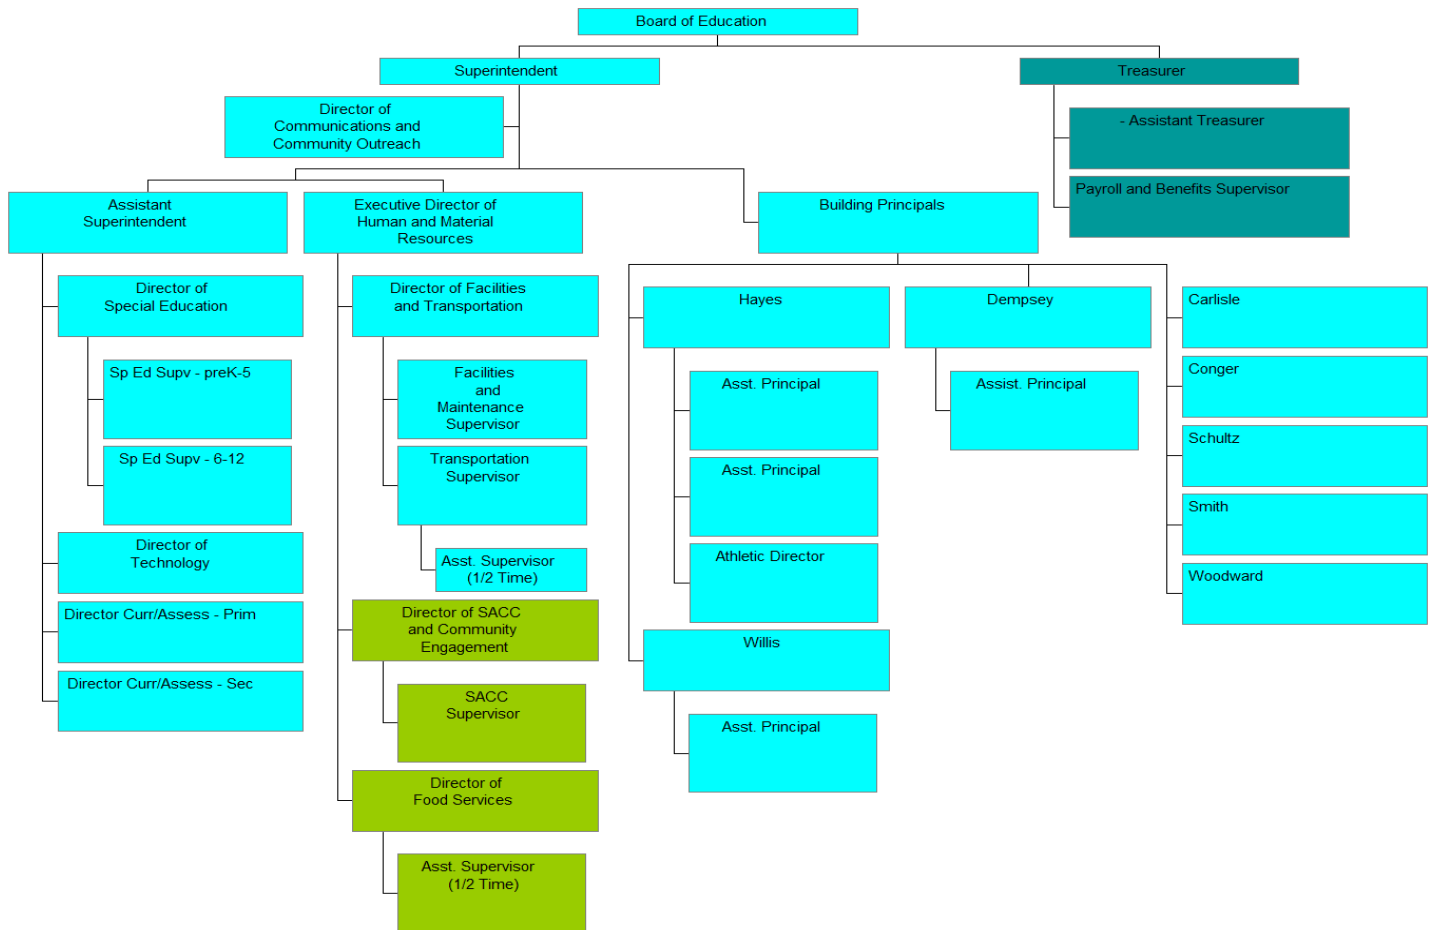 Board of Education
Superintendent
Treasurer
Director of
Communications and
Community Outreach
- Assistant Treasurer
Payroll and Benefits Supervisor
Assistant
Superintendent
Executive Director of
Human and Material
Resources
Building Principals
Director of
Special Education
Sp Ed Supv - preK-5
Sp Ed Supv - 6-12
Director of
Technology
Director Curr/Assess - Prim
Director Curr/Assess - Sec
Director of Facilities
and Transportation
Facilities
and
Maintenance
Supervisor
Transportation
Supervisor
Asst. Supervisor
(1/2 Time)
Director of SACC
and Community
Engagement
SACC
Supervisor
Director of
Food Services
Asst. Supervisor
(1/2 Time)
Hayes
Asst. Principal
Asst. Principal
Athletic Director
Willis
Asst. Principal
Dempsey
Assist. Principal
Carlisle
Conger
Schultz
Smith
Woodward